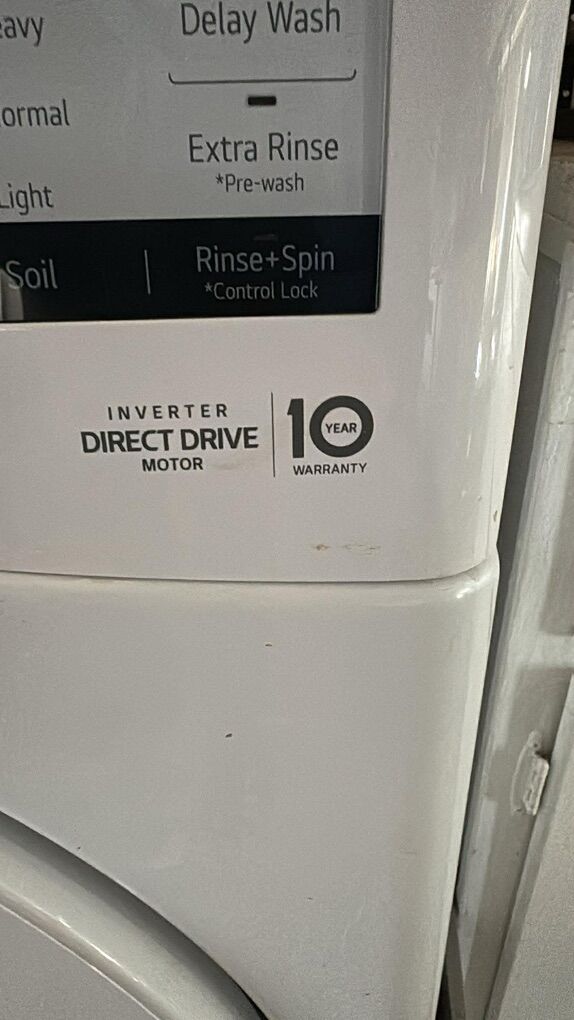 eavy
Delay Wash
ormal
Extra Rinse
*Pre-wash
Light
Soil
Rinse+Spin
*Control Lock
INVERTER
DIRECT DRIVE
MOTOR
10
YEAR
WARRANTY